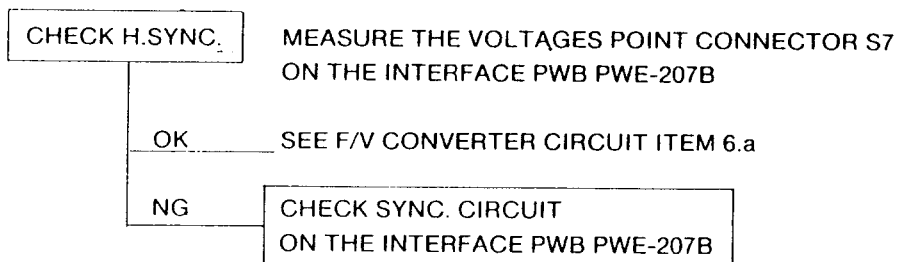 CHECK H.SYNC. MEASURE THE VOLTAGES POINT CONNECTOR S7
ON THE INTERFACE PWB PWE-207B
OK SEE F/V CONVERTER CIRCUIT ITEM 6.a
NG CHECK SYNC. CIRCUIT
ON THE INTERFACE PWB PWE-207B